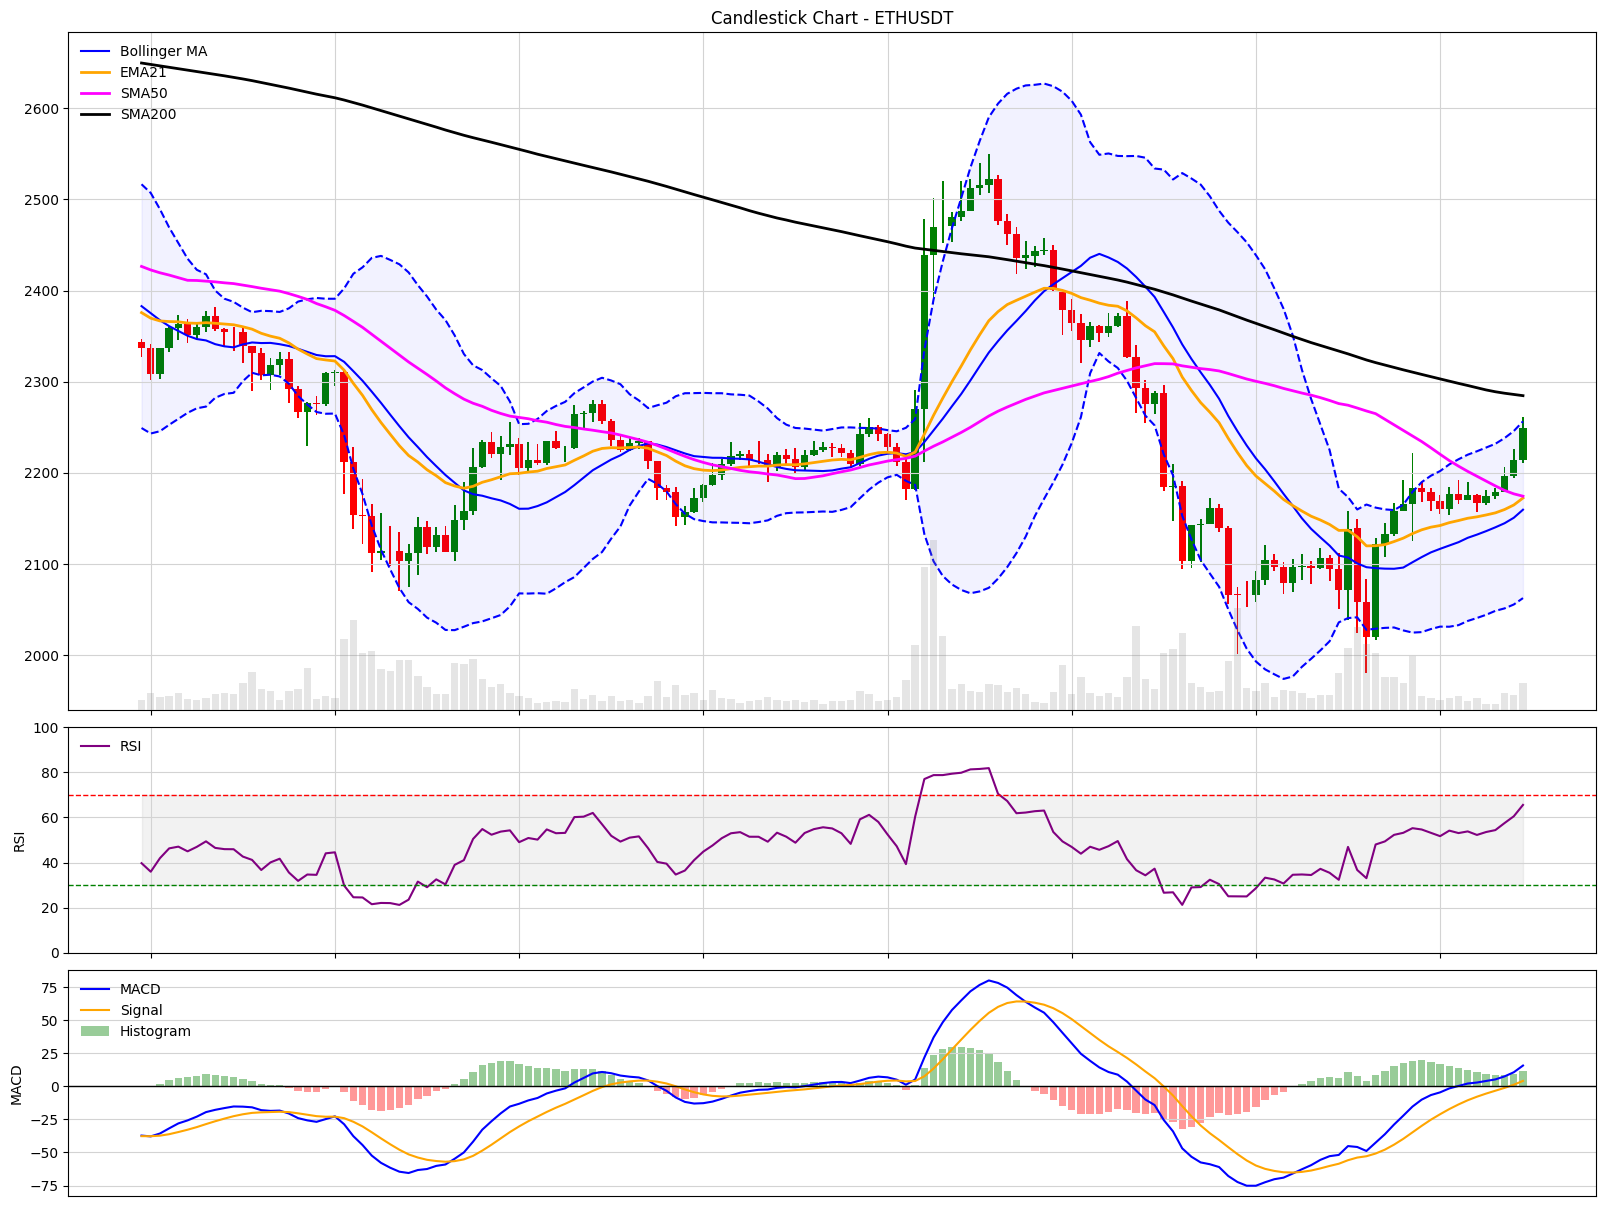 Candlestick Chart - ETHUSDT
Bollinger MA
EMA21
SMA50
SMA200
2600
2500
2400
2300
2200
2100
2000
RSI
100
80
60
40
20
0
RSI
MACD
Signal
Histogram
75
50
25
0
−25
−50
−75
MACD